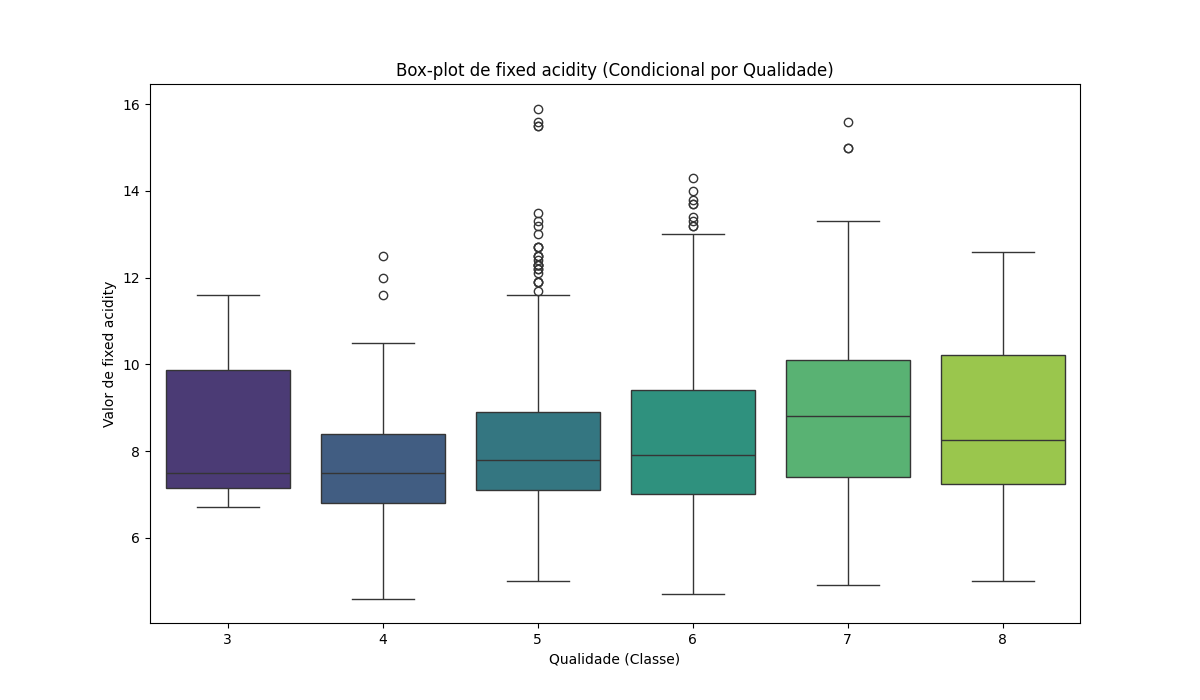 Box-plot de fixed acidity (Condicional por Qualidade)
16
14
12
10
8
6
Valor de fixed acidity
3 4 5 6 7 8
Qualidade (Classe)